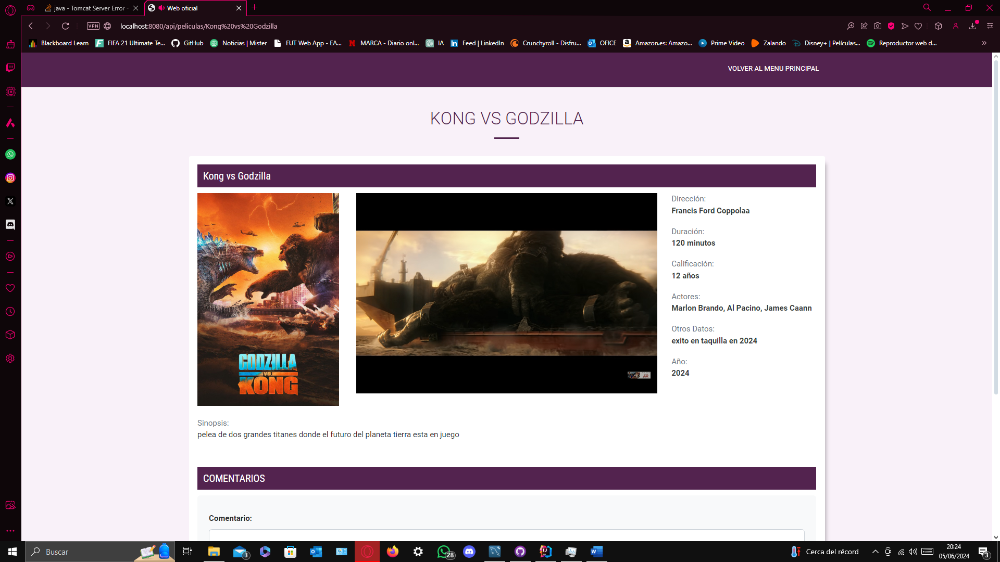 java - Tomcat Server Error -
Web oficial
VPN
localhost:8080/api/peliculas/Kong%20vs%20Godzilla
Blackboard Learn
FIFA 21 Ultimate Te...
GitHub
Noticias | Mister
FUT Web App - EA...
MARCA - Diario onl...
IA
Feed | LinkedIn
Crunchyroll - Disfru...
OFICE
Amazon.es: Amazo...
Prime Video
Zalando
Disney+ | Películas...
Reproductor web d...
VOLVER AL MENU PRINCIPAL
KONG VS GODZILLA
Kong vs Godzilla
GODZILLA
VS.
KONG
Dirección:
Francis Ford Coppolaa
Duración:
120 minutos
Calificación:
12 años
Actores:
Marlon Brando, Al Pacino, James Caann
Otros Datos:
exito en taquilla en 2024
Año:
2024
Sinopsis:
pelea de dos grandes titanes donde el futuro del planeta tierra esta en juego
COMENTARIOS
Comentario:
Buscar
3
28
Cerca del récord
20:24
05/06/2024
3